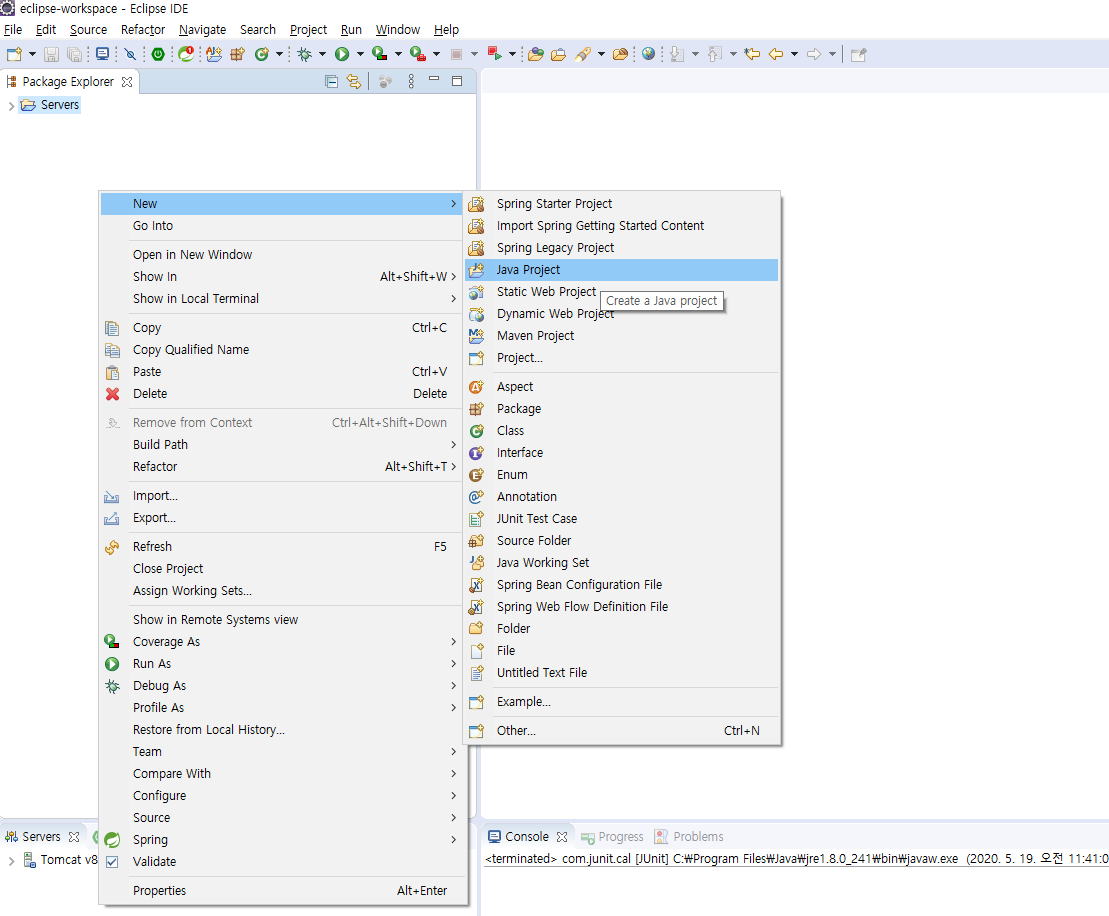 eclipse-workspace - Eclipse IDE
File Edit Source Refactor Navigate Search Project Run Window Help
Package Explorer
Servers
New
Go Into
Open in New Window
Show In Alt+Shift+W
Show in Local Terminal
Copy Ctrl+C
Copy Qualified Name
Paste Ctrl+V
Delete Delete
Remove from Context Ctrl+Alt+Shift+Down
Build Path
Refactor Alt+Shift+T
Import...
Export...
Refresh F5
Close Project
Assign Working Sets...
Show in Remote Systems view
Coverage As
Run As
Debug As
Profile As
Restore from Local History...
Team
Compare With
Configure
Source
Spring
Validate
Properties Alt+Enter
Spring Starter Project
Import Spring Getting Started Content
Spring Legacy Project
Java Project
Static Web Project
Create a Java project
Dynamic Web Project
Maven Project
Project...
Aspect
Package
Class
Interface
Enum
Annotation
JUnit Test Case
Source Folder
Java Working Set
Spring Bean Configuration File
Spring Web Flow Definition File
Folder
File
Untitled Text File
Example...
Other... Ctrl+N
Servers
Tomcat v8
Console Progress Problems
<terminated> com.junit.cal [JUnit] C:₩Program Files₩Java₩jre1.8.0_241₩bin₩javaw.exe (2020. 5. 19. 오전 11:41:0